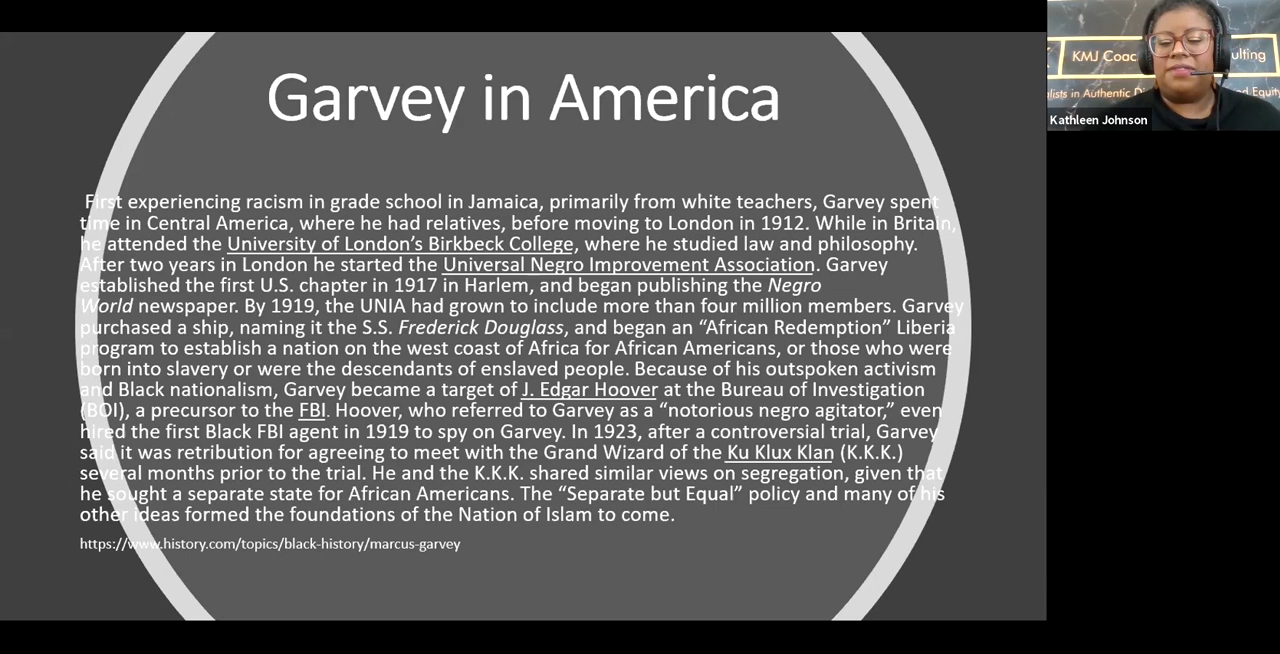 Garvey in America
First experiencing racism in grade school in Jamaica, primarily from white teachers, Garvey spent
time in Central America, where he had relatives, before moving to London in 1912. While in Britain,
he attended the University of London’s Birkbeck College, where he studied law and philosophy.
After two years in London he started the Universal Negro Improvement Association. Garvey
established the first U.S. chapter in 1917 in Harlem, and began publishing the Negro
World newspaper. By 1919, the UNIA had grown to include more than four million members. Garvey
purchased a ship, naming it the S.S. Frederick Douglass, and began an “African Redemption” Liberia
program to establish a nation on the west coast of Africa for African Americans, or those who were
born into slavery or were the descendants of enslaved people. Because of his outspoken activism
and Black nationalism, Garvey became a target of J. Edgar Hoover at the Bureau of Investigation
(BOI), a precursor to the FBI. Hoover, who referred to Garvey as a “notorious negro agitator,” even
hired the first Black FBI agent in 1919 to spy on Garvey. In 1923, after a controversial trial, Garvey
said it was retribution for agreeing to meet with the Grand Wizard of the Ku Klux Klan (K.K.K.)
several months prior to the trial. He and the K.K.K. shared similar views on segregation, given that
he sought a separate state for African Americans. The “Separate but Equal” policy and many of his
other ideas formed the foundations of the Nation of Islam to come.
https://www.history.com/topics/black-history/marcus-garvey
KMJ Coac ulting
alists in Authentic Di d Equity
Kathleen Johnson